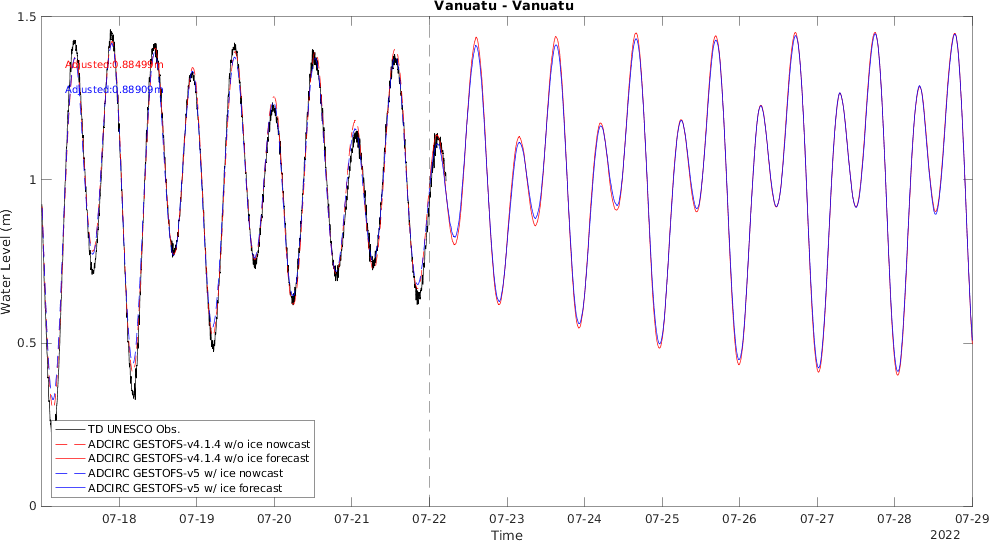 Vanuatu - Vanuatu
1.5
Adjusted:0.88499m
Adjusted:0.88909m
1
Water Level (m)
0.5
TD UNESCO Obs.
ADCIRC GESTOFS-v4.1.4 w/o ice nowcast
ADCIRC GESTOFS-v4.1.4 w/o ice forecast
ADCIRC GESTOFS-v5 w/ ice nowcast
ADCIRC GESTOFS-v5 w/ ice forecast
0
07-18 07-19 07-20 07-21 07-22 07-23 07-24 07-25 07-26 07-27 07-28 07-29
Time
2022